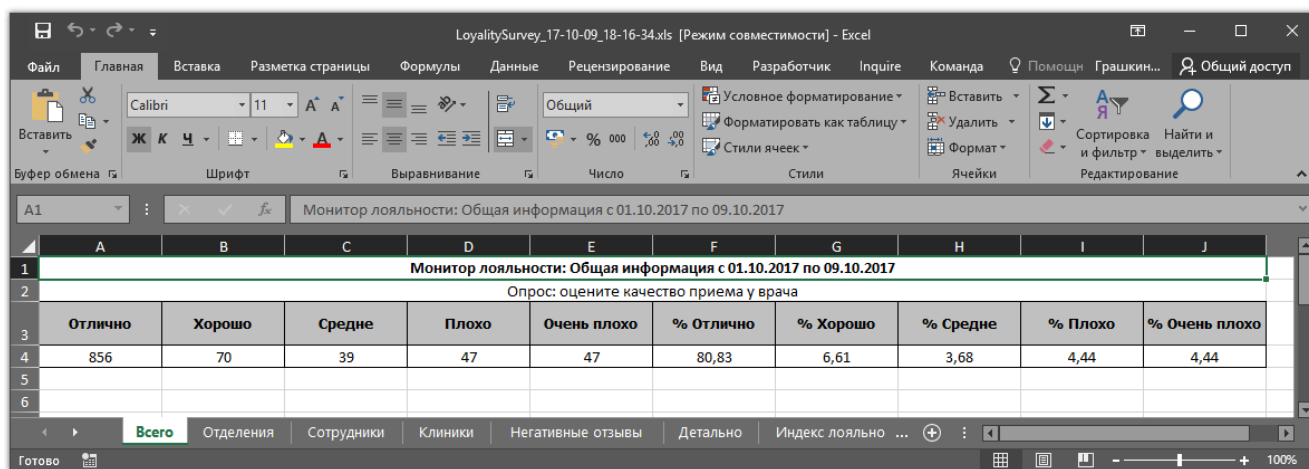 LoyalitySurvey_17-10-09_18-16-34.xls [Режим совместимости] - Excel
Файл Главная Вставка Разметка страницы Формулы Данные Рецензирование Вид Разработчик Inquire Команда Помощн Грашкин... Общий доступ
Вставить
Calibri 11
Ж К Ч
Общий
% 000
Условное форматирование
Форматировать как таблицу
Стили ячеек
Вставить
Удалить
Формат
Сортировка и фильтр
Найти и выделить
Буфер обмена Шрифт Выравнивание Число Стили Ячейки Редактирование
A1 fx Монитор лояльности: Общая информация с 01.10.2017 по 09.10.2017
A B C D E F G H I J
1 Монитор лояльности: Общая информация с 01.10.2017 по 09.10.2017
2 Опрос: оцените качество приема у врача
3 Отлично Хорошо Средне Плохо Очень плохо % Отлично % Хорошо % Средне % Плохо % Очень плохо
4 856 70 39 47 47 80,83 6,61 3,68 4,44 4,44
5
6
Всего Отделения Сотрудники Клиники Негативные отзывы Детально Индекс лояльно ...
Готово 100%